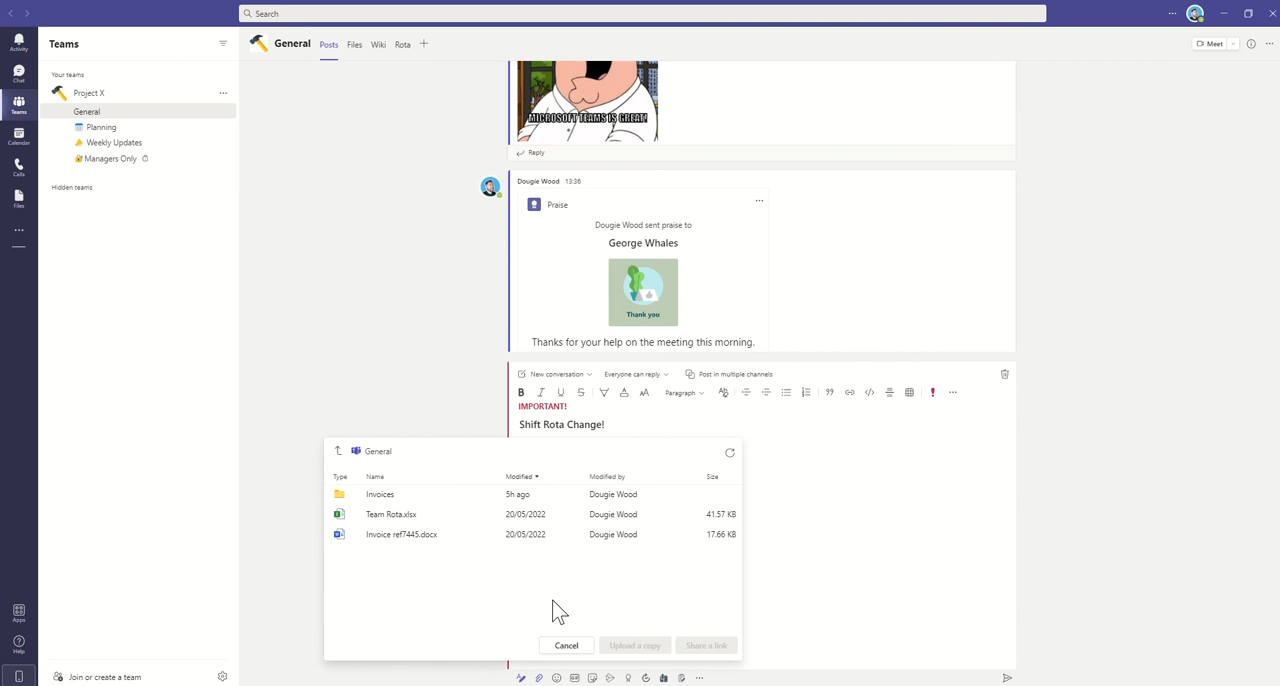 Search
Activity
Chat
Teams
Calendar
Calls
Files
Apps
Help
Teams
Your teams
Project X
General
Planning
Weekly Updates
Managers Only
Hidden teams
Join or create a team
General Posts Files Wiki Rota
Meet
MICROSOFT TEAMS IS GREAT!
Reply
Dougie Wood 13:36
Praise
Dougie Wood sent praise to
George Whales
Thank you
Thanks for your help on the meeting this morning.
New conversation Everyone can reply Post in multiple channels
B I U S AA Paragraph
IMPORTANT!
Shift Rota Change!
General
Type Name Modified Modified by Size
Invoices 5h ago Dougie Wood
Team Rota.xlsx 20/05/2022 Dougie Wood 41.57 KB
Invoice ref7445.docx 20/05/2022 Dougie Wood 17.66 KB
Cancel Upload a copy Share a link